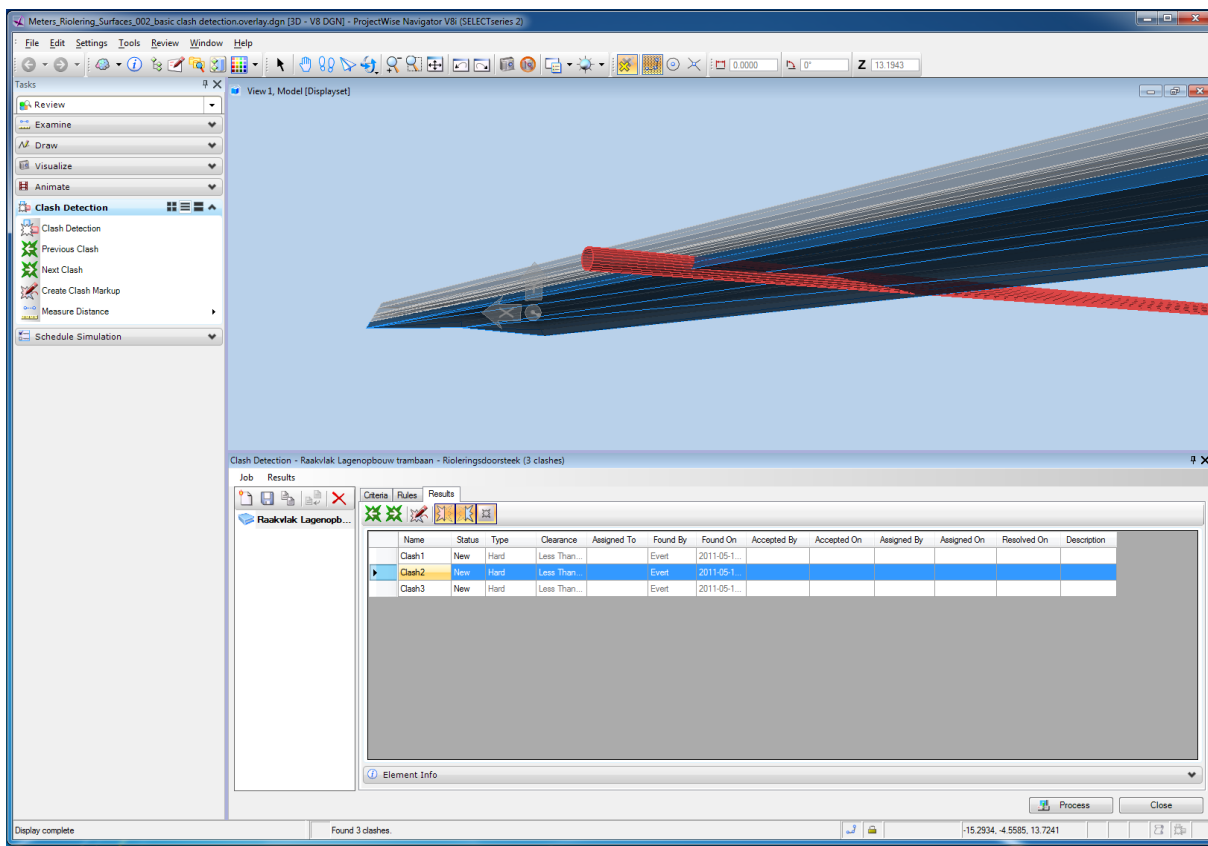 Meters_Riolering_Surfaces_002_basic clash detection.overlay.dgn [3D - V8 DGN] - ProjectWise Navigator V8i (SELECTseries 2)
File Edit Settings Tools Review Window Help
0.0000 0° Z 13.1943
Tasks
View 1, Model [Displayset]
Review
Examine
Draw
Visualize
Animate
Clash Detection
Clash Detection
Previous Clash
Next Clash
Create Clash Markup
Measure Distance
Schedule Simulation
Clash Detection - Raakvlak Lagenopbouw trambaan - Rioleringsdoorsteek (3 clashes)
Job Results
Criteria Rules Results
Raakvlak Lagenopb...
Name Status Type Clearance Assigned To Found By Found On Accepted By Accepted On Assigned By Assigned On Resolved On Description
Clash1 New Hard Less Than... Evert 2011-05-1...
Clash2 New Hard Less Than... Evert 2011-05-1...
Clash3 New Hard Less Than... Evert 2011-05-1...
Element Info
Process Close
Display complete Found 3 clashes. -15.2934, -4.5585, 13.7241